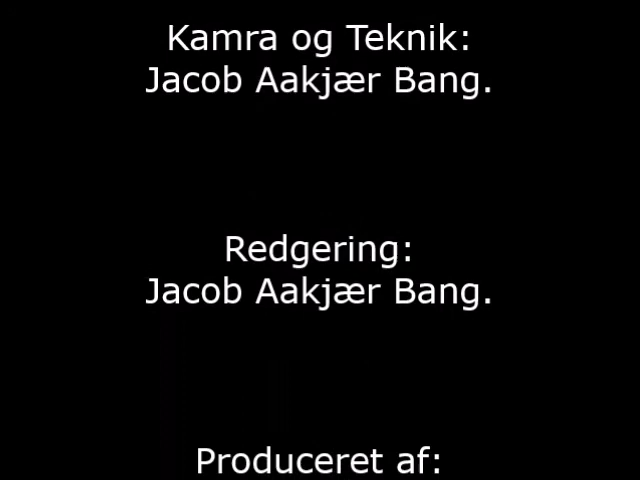 Kamra og Teknik:
Jacob Aakjær Bang.
Redgering:
Jacob Aakjær Bang.
Produceret af: